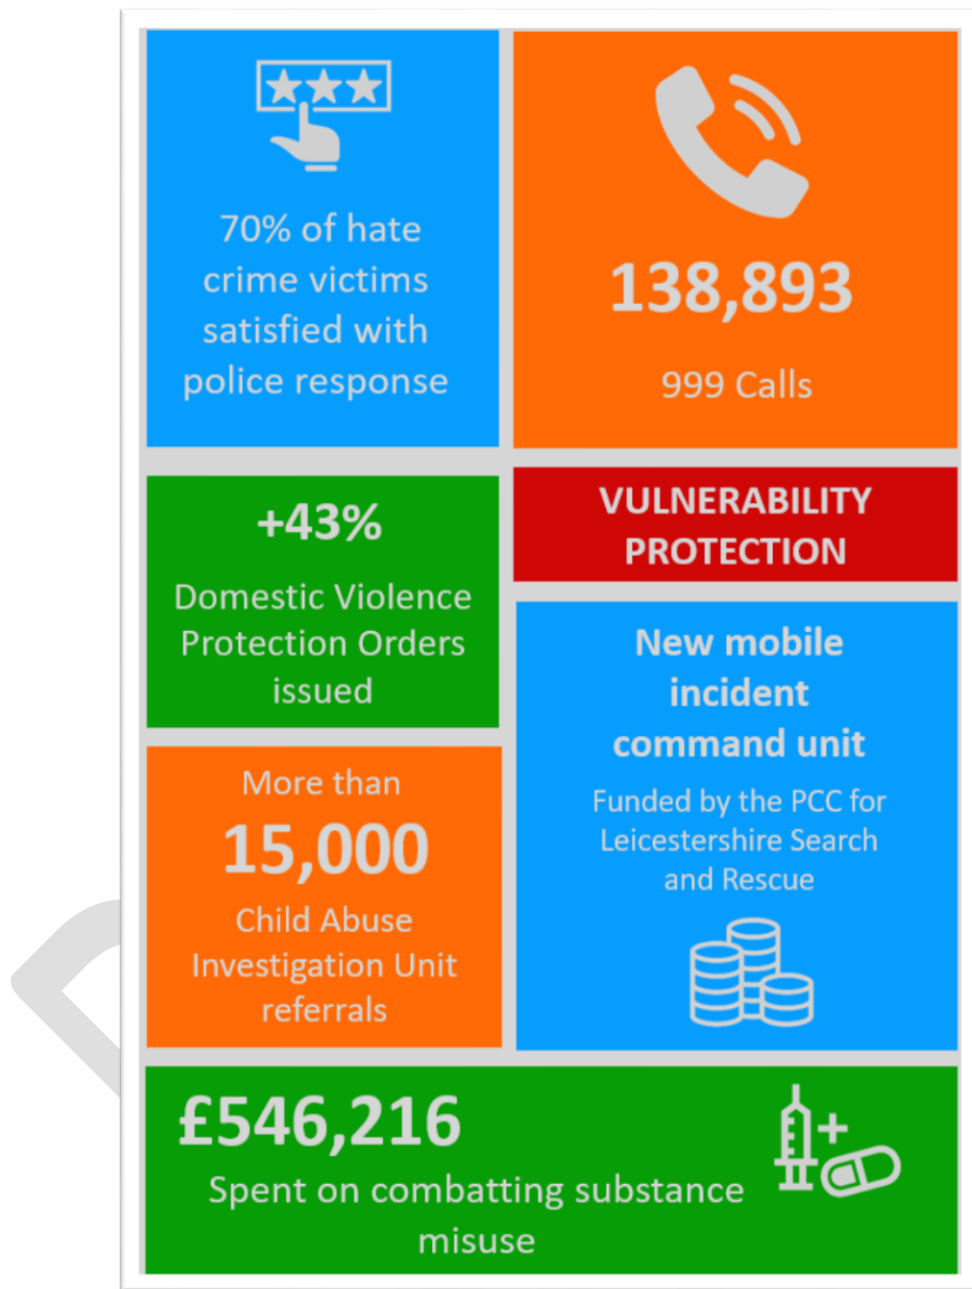 70% of hate
crime victims
satisfied with
police response
138,893
999 Calls
+43%
Domestic Violence
Protection Orders
issued
VULNERABILITY
PROTECTION
New mobile
incident
command unit
Funded by the PCC for
Leicestershire Search
and Rescue
More than
15,000
Child Abuse
Investigation Unit
referrals
£546,216
Spent on combatting substance
misuse